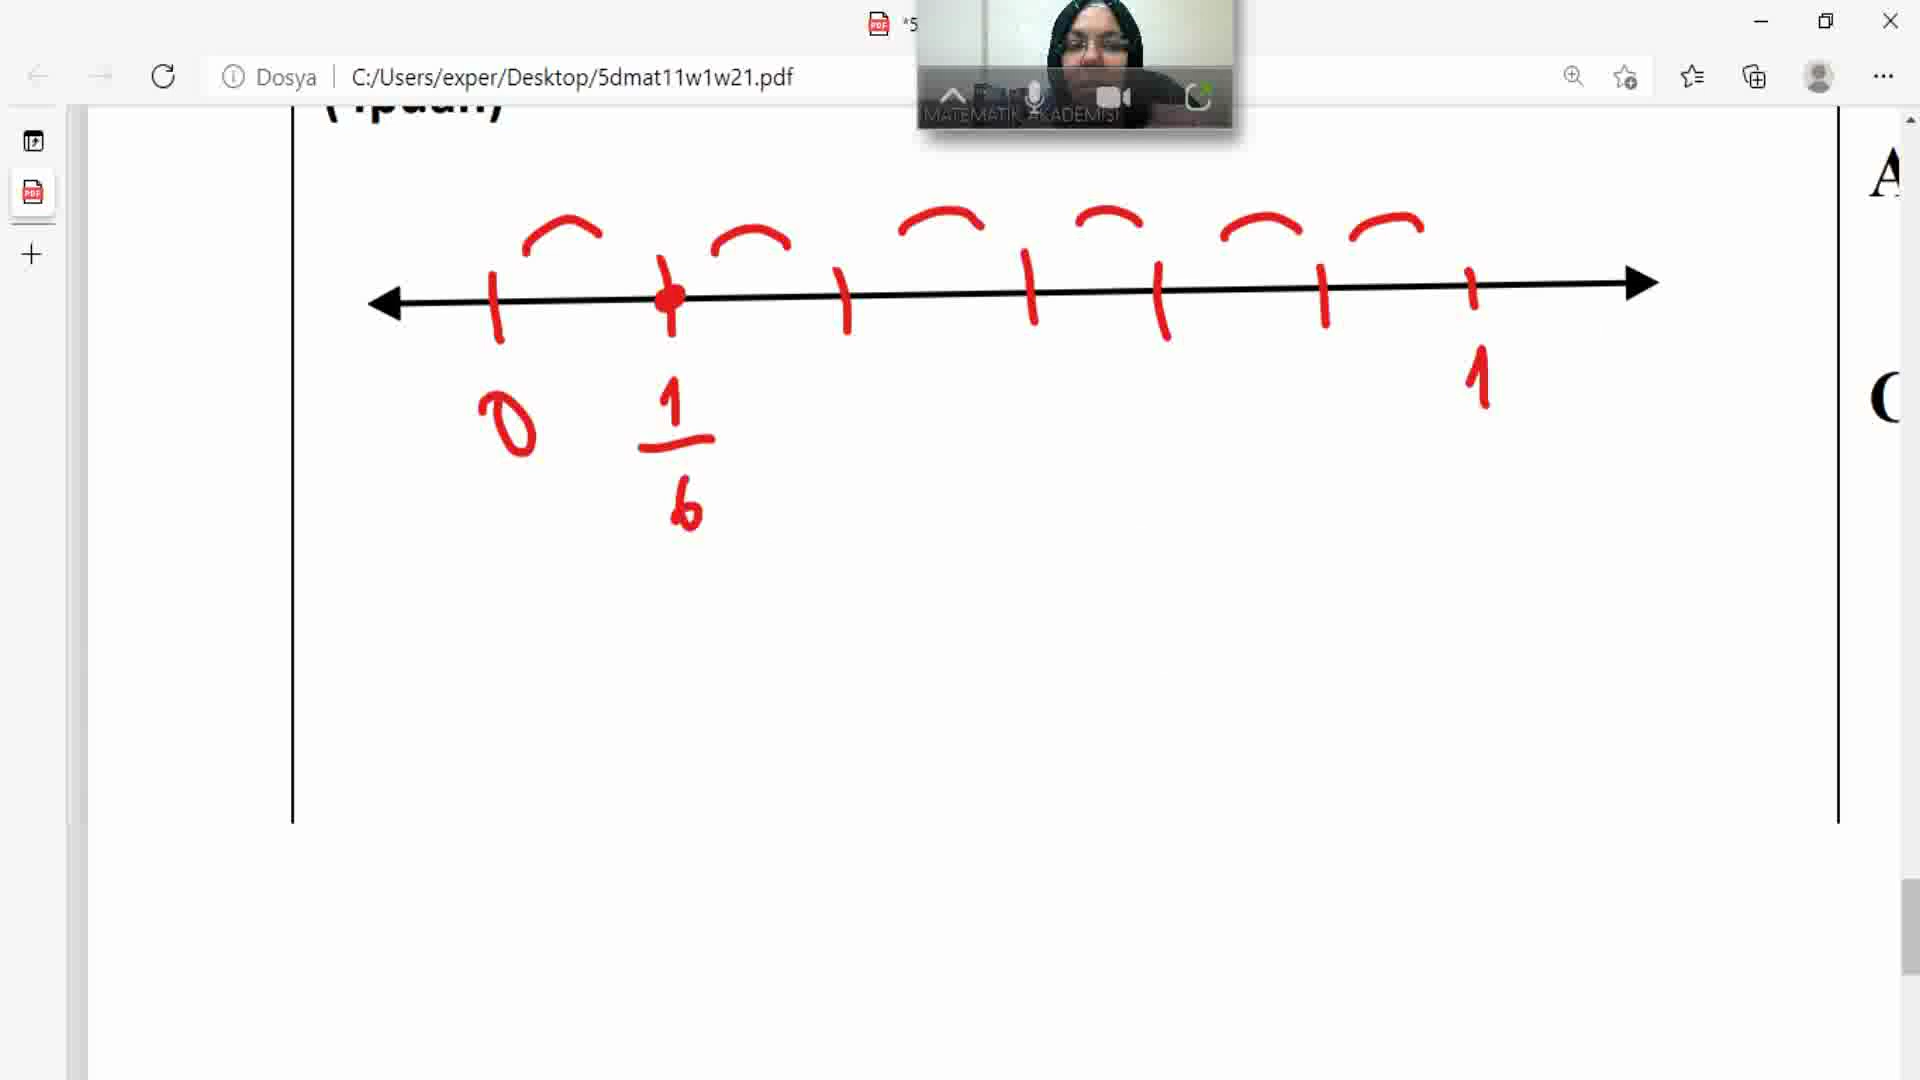 *5
Dosya
C:/Users/exper/Desktop/5dmat11w1w21.pdf
MATEMATİK AKADEMİSİ
A
C
0
1
6
1